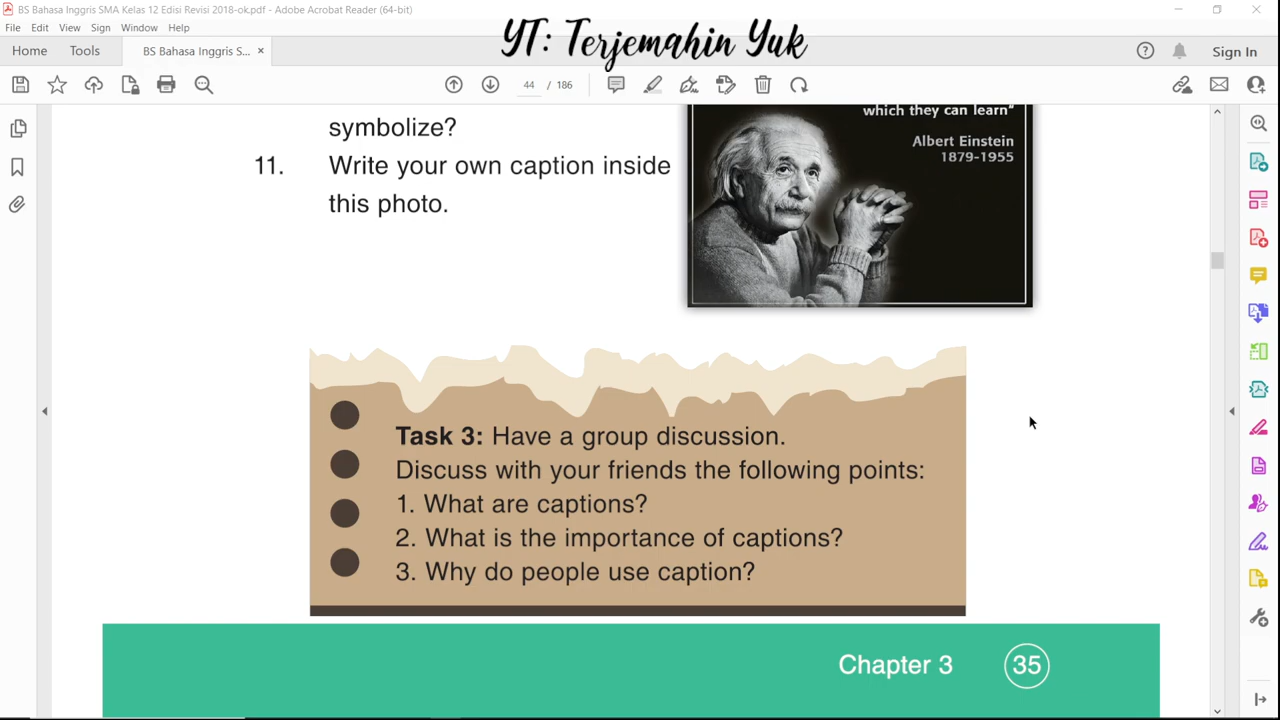 BS Bahasa Inggris SMA Kelas 12 Edisi Revisi 2018-ok.pdf - Adobe Acrobat Reader (64-bit)
YT: Terjemahin Yuk
File Edit View Sign Window Help
Home Tools BS Bahasa Inggris S... × Sign In
44 / 186
symbolize?
11. Write your own caption inside
this photo.
which they can learn"
Albert Einstein
1879-1955
Task 3: Have a group discussion.
Discuss with your friends the following points:
1. What are captions?
2. What is the importance of captions?
3. Why do people use caption?
Chapter 3 35